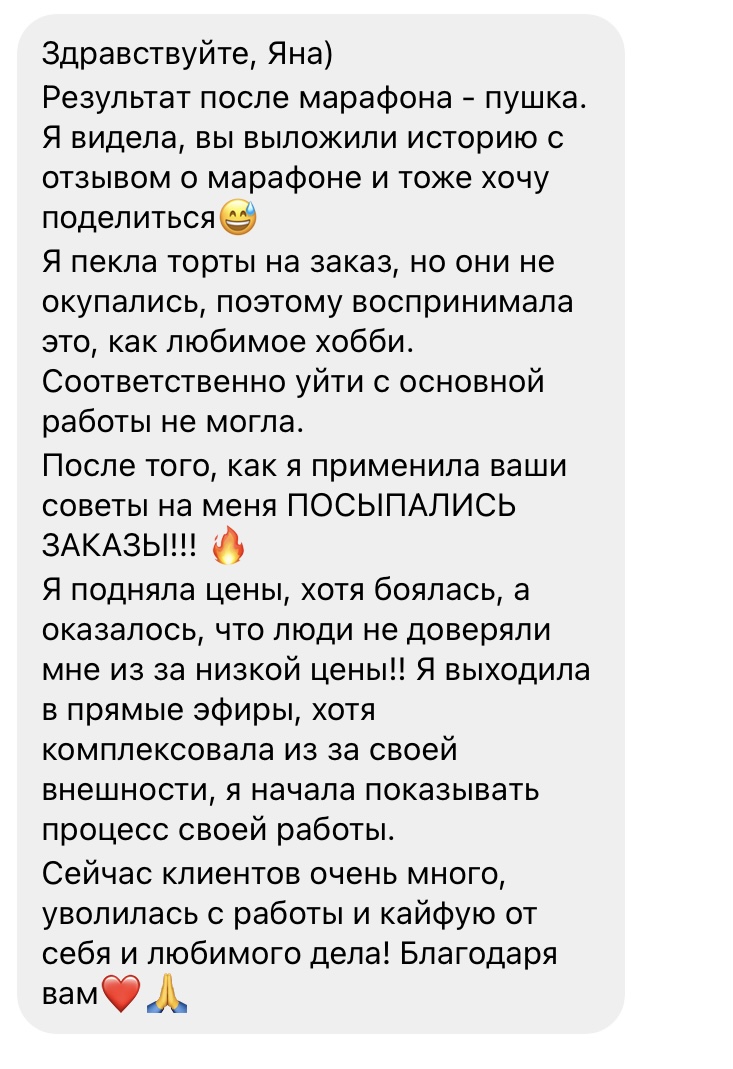 Здравствуйте, Яна)
Результат после марафона - пушка.
Я видела, вы выложили историю с
отзывом о марафоне и тоже хочу
поделиться😅
Я пекла торты на заказ, но они не
окупались, поэтому воспринимала
это, как любимое хобби.
Соответственно уйти с основной
работы не могла.
После того, как я применила ваши
советы на меня ПОСЫПАЛИСЬ
ЗАКАЗЫ!!! 🔥
Я подняла цены, хотя боялась, а
оказалось, что люди не доверяли
мне из за низкой цены!! Я выходила
в прямые эфиры, хотя
комплексовала из за своей
внешности, я начала показывать
процесс своей работы.
Сейчас клиентов очень много,
уволилась с работы и кайфую от
себя и любимого дела! Благодаря
вам❤️🙏